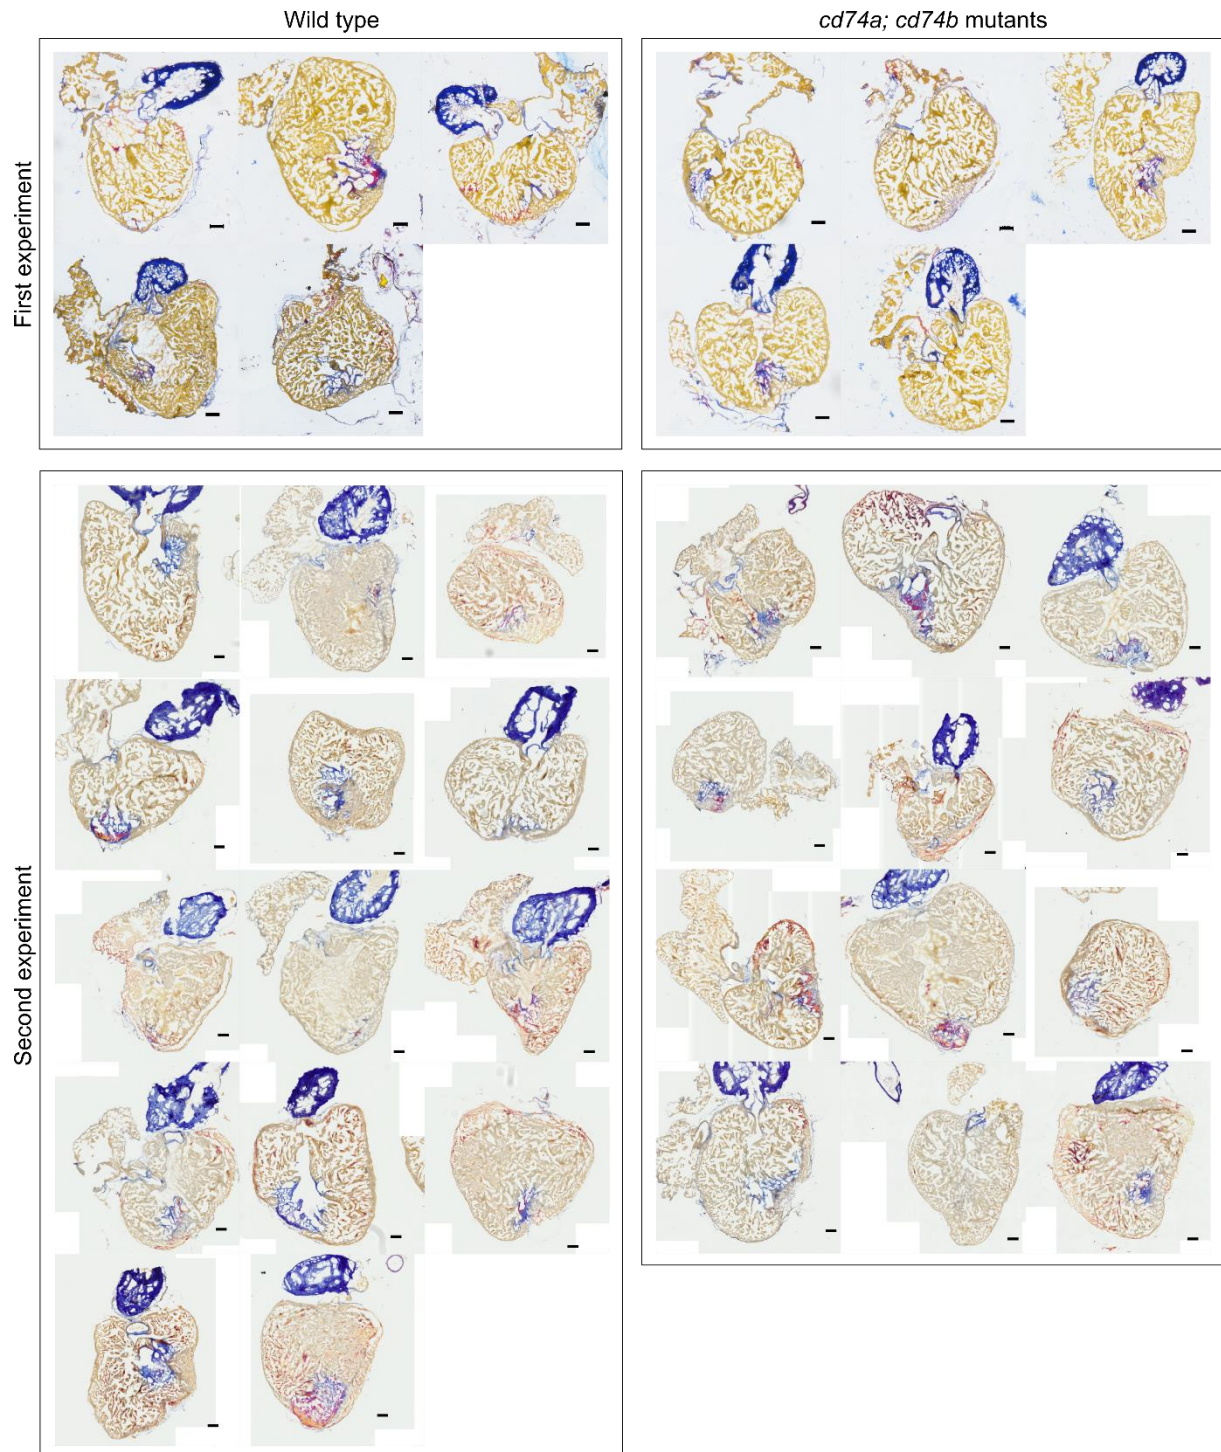 Wild type
cd74a; cd74b mutants
First experiment
Second experiment